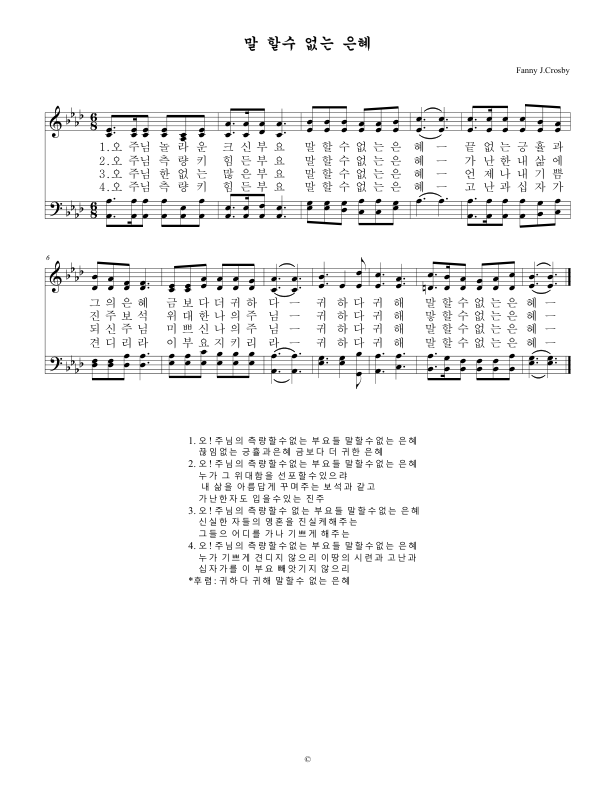 말 할수 없는 은혜
Fanny J.Crosby
1.오 주님 놀라운 크신부요 말할수없는은혜ㅡ 끝없는긍휼과
2.오 주님 측량키 힘든부요 말할수없는은혜ㅡ 가난한내삶에
3.오 주님한없는 많은부요 말할수없는은혜ㅡ 언제나내기쁨
4.오 주님 측량키 힘든부요 말할수없는은혜ㅡ 고난과십자가
6
그의은혜 금보다더귀하다ㅡ 귀하다귀해 말할수없는은혜ㅡ
진주보석 위대한나의주님ㅡ 귀하다귀해 말할수없는은혜ㅡ
되신주님 미쁘신나의주님ㅡ 귀하다귀해 말할수없는은혜ㅡ
견디리라 이부요지키리라ㅡ 귀하다귀해 말할수없는은혜ㅡ
1. 오! 주님의 측량할수없는 부요들 말할수없는 은혜
끊임없는 긍휼과은혜 금보다 더 귀한 은혜
2. 오! 주님의 측량할수없는 부요들 말할수없는 은혜
누가 그 위대함을 선포할수있으랴
내 삶을 아름답게 꾸며주는 보석과 같고
가난한자도 입을수있는 진주
3. 오! 주님의 측량할수 없는 부요들 말할수없는 은혜
신실한 자들의 영혼을 진실케해주는
그들으 어디를 가나 기쁘게 해주는
4. 오! 주님의 측량할수없는 부요들 말할수없는 은혜
누가 기쁘게 견디지 않으리 이땅의 시련과 고난과
십자가를 이 부요 빼앗기지 않으리
*후렴: 귀하다 귀해 말할수 없는 은혜
©